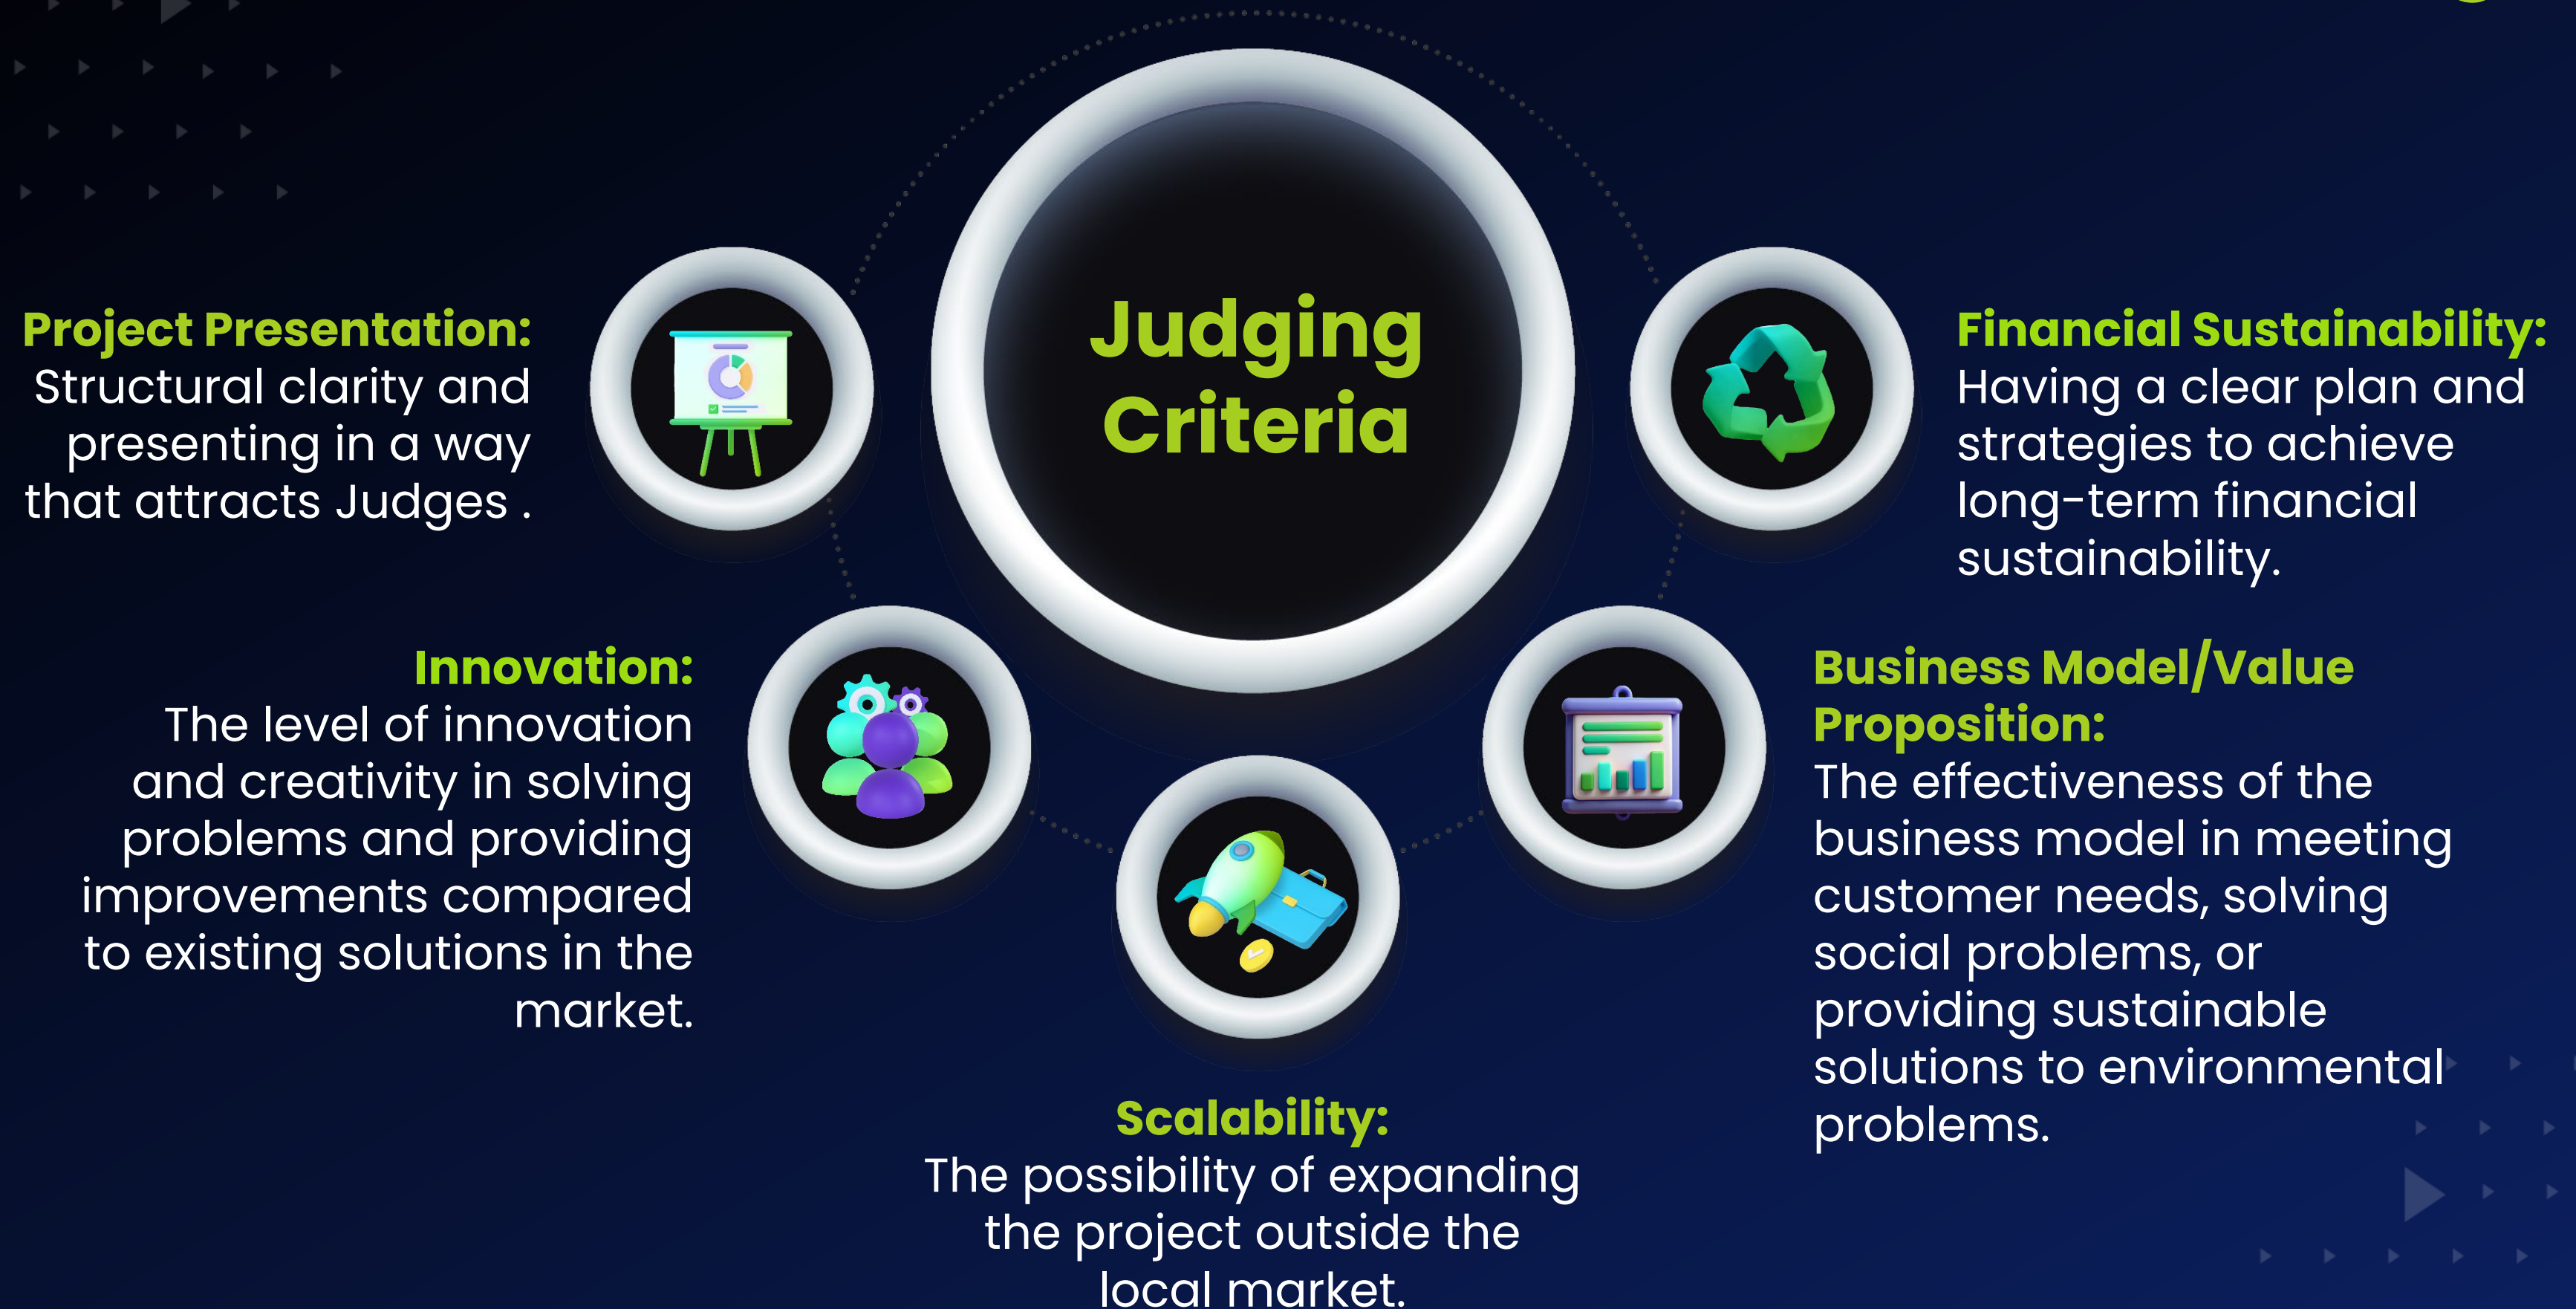 Judging
Criteria
Project Presentation:
Structural clarity and
presenting in a way
that attracts Judges .
Innovation:
The level of innovation
and creativity in solving
problems and providing
improvements compared
to existing solutions in the
market.
Scalability:
The possibility of expanding
the project outside the
local market.
Business Model/Value
Proposition:
The effectiveness of the
business model in meeting
customer needs, solving
social problems, or
providing sustainable
solutions to environmental
problems.
Financial Sustainability:
Having a clear plan and
strategies to achieve
long-term financial
sustainability.